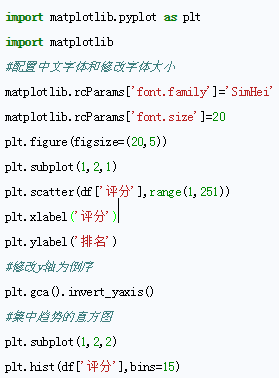 import matplotlib.pyplot as plt
import matplotlib
#配置中文字体和修改字体大小
matplotlib.rcParams['font.family']='SimHei'
matplotlib.rcParams['font.size']=20
plt.figure(figsize=(20,5))
plt.subplot(1,2,1)
plt.scatter(df['评分'],range(1,251))
plt.xlabel('评分')
plt.ylabel('排名')
#修改y轴为倒序
plt.gca().invert_yaxis()
#集中趋势的直方图
plt.subplot(1,2,2)
plt.hist(df['评分'],bins=15)